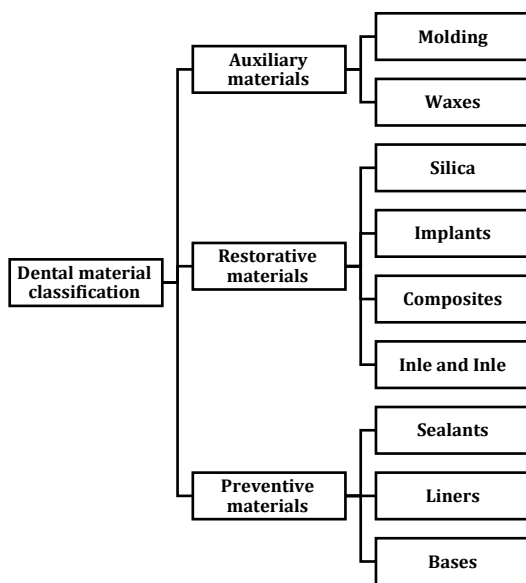 Dental material
classification
Auxiliary
materials
Molding
Waxes
Restorative
materials
Silica
Implants
Composites
Inle and Inle
Preventive
materials
Sealants
Liners
Bases